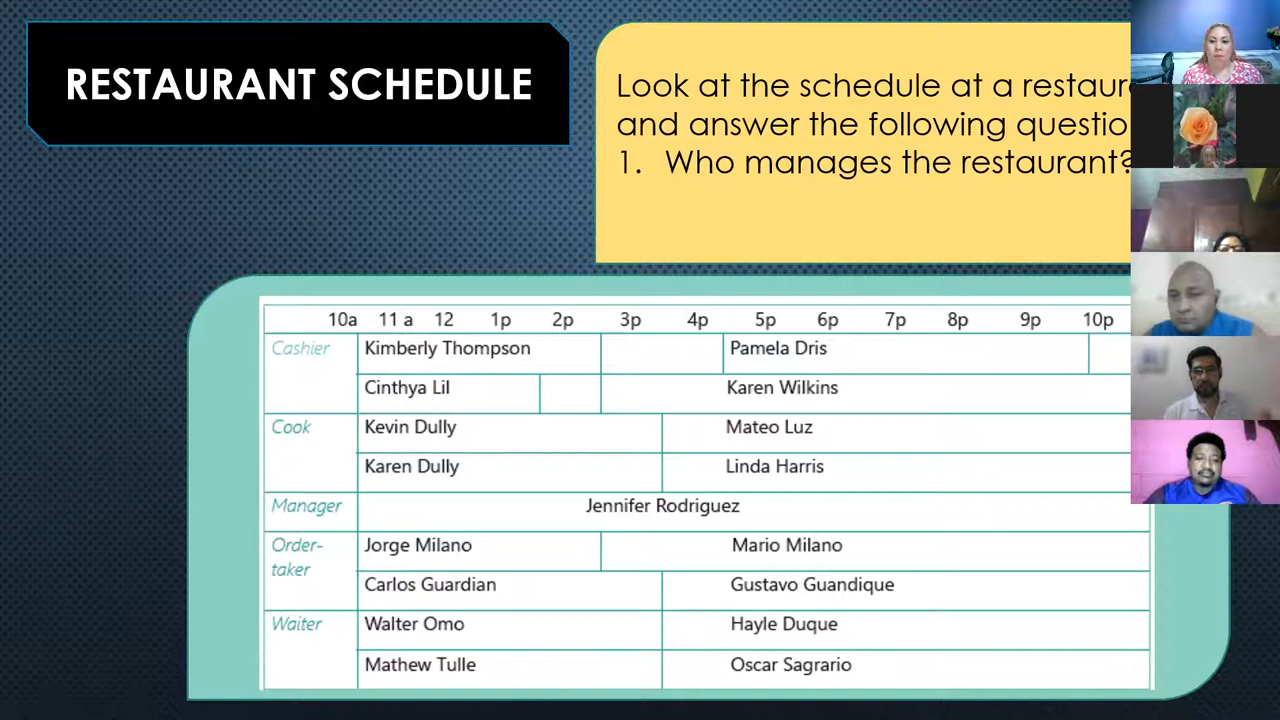 RESTAURANT SCHEDULE
Look at the schedule at a
and answer the following
1. Who manages the restaurant?
10a 11 a 12 1p 2p 3p 4p 5p 6p 7p 8p 9p 10p
Cashier Kimberly Thompson Pamela Dris
Cinthya Lil Karen Wilkins
Cook Kevin Dully Mateo Luz
Karen Dully Linda Harris
Manager Jennifer Rodriguez
Order-
taker
Jorge Milano Mario Milano
Carlos Guardian Gustavo Guandique
Waiter Walter Omo Hayle Duque
Mathew Tulle Oscar Sagrario